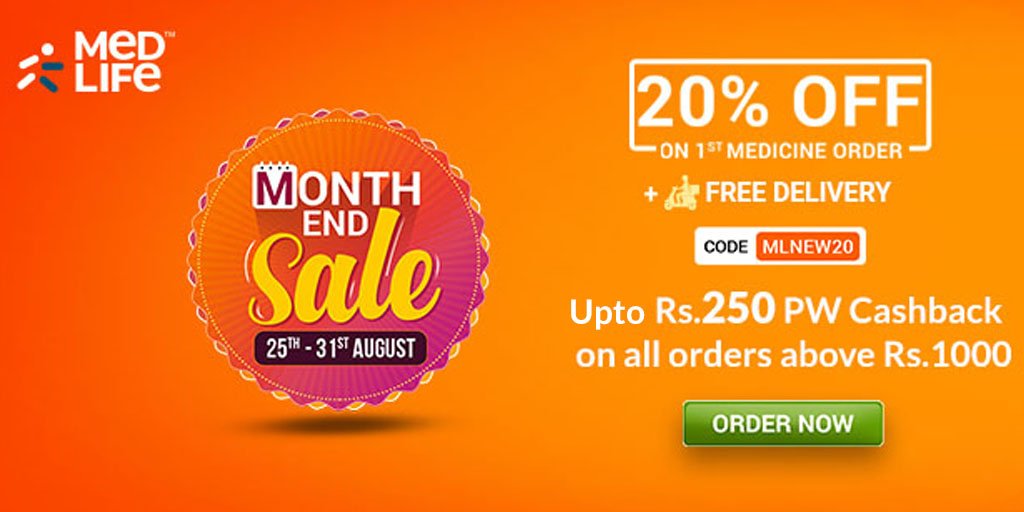 MeD™
LIFe
MONTH
END
Sale
25TH - 31ST AUGUST
20% OFF
ON 1ST MEDICINE ORDER
+ FREE DELIVERY
CODE MLNEW20
Upto Rs.250 PW Cashback
on all orders above Rs.1000
ORDER NOW